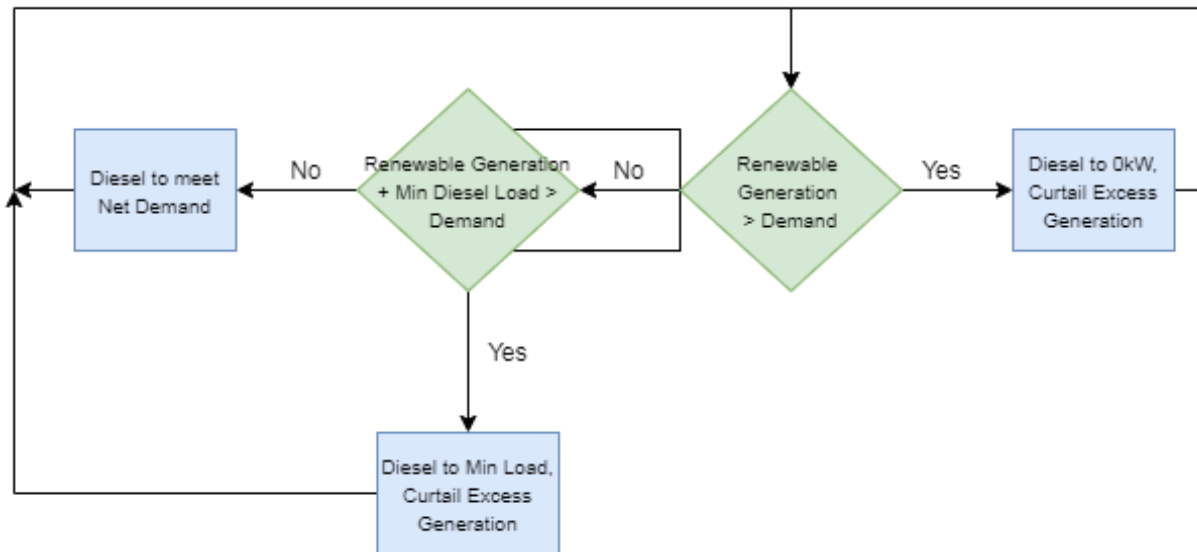 Diesel to meet
Net Demand
No
Renewable Generation
+ Min Diesel Load >
Demand
No
Renewable
Generation
> Demand
Yes
Diesel to 0kW,
Curtail Excess
Generation
Yes
Diesel to Min Load,
Curtail Excess
Generation